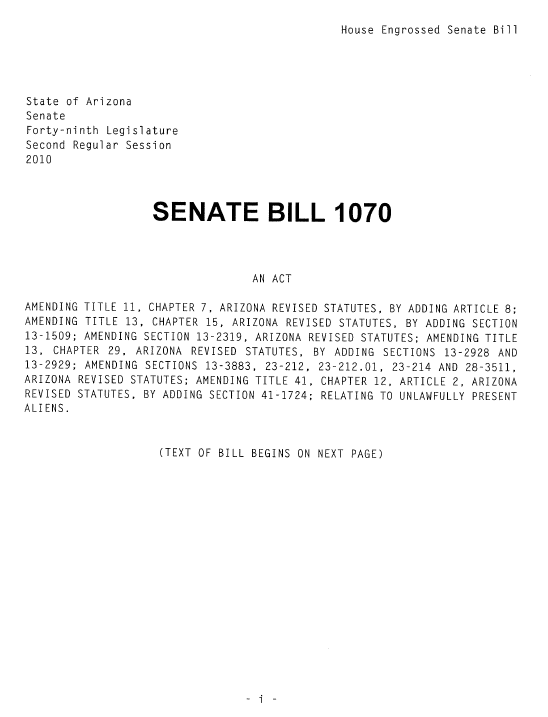 House Engrossed Senate Bill
State of Arizona
Senate
Forty-ninth Legislature
Second Regular Session
2010
SENATE BILL 1070
AN ACT
AMENDING TITLE 11, CHAPTER 7, ARIZONA REVISED STATUTES, BY ADDING ARTICLE 8;
AMENDING TITLE 13, CHAPTER 15, ARIZONA REVISED STATUTES, BY ADDING SECTION
13-1509; AMENDING SECTION 13-2319, ARIZONA REVISED STATUTES; AMENDING TITLE
13, CHAPTER 29, ARIZONA REVISED STATUTES, BY ADDING SECTIONS 13-2928 AND
13-2929; AMENDING SECTIONS 13-3883, 23-212, 23-212.01, 23-214 AND 28-3511,
ARIZONA REVISED STATUTES; AMENDING TITLE 41, CHAPTER 12, ARTICLE 2, ARIZONA
REVISED STATUTES, BY ADDING SECTION 41-1724; RELATING TO UNLAWFULLY PRESENT
ALIENS.
(TEXT OF BILL BEGINS ON NEXT PAGE)
- i -